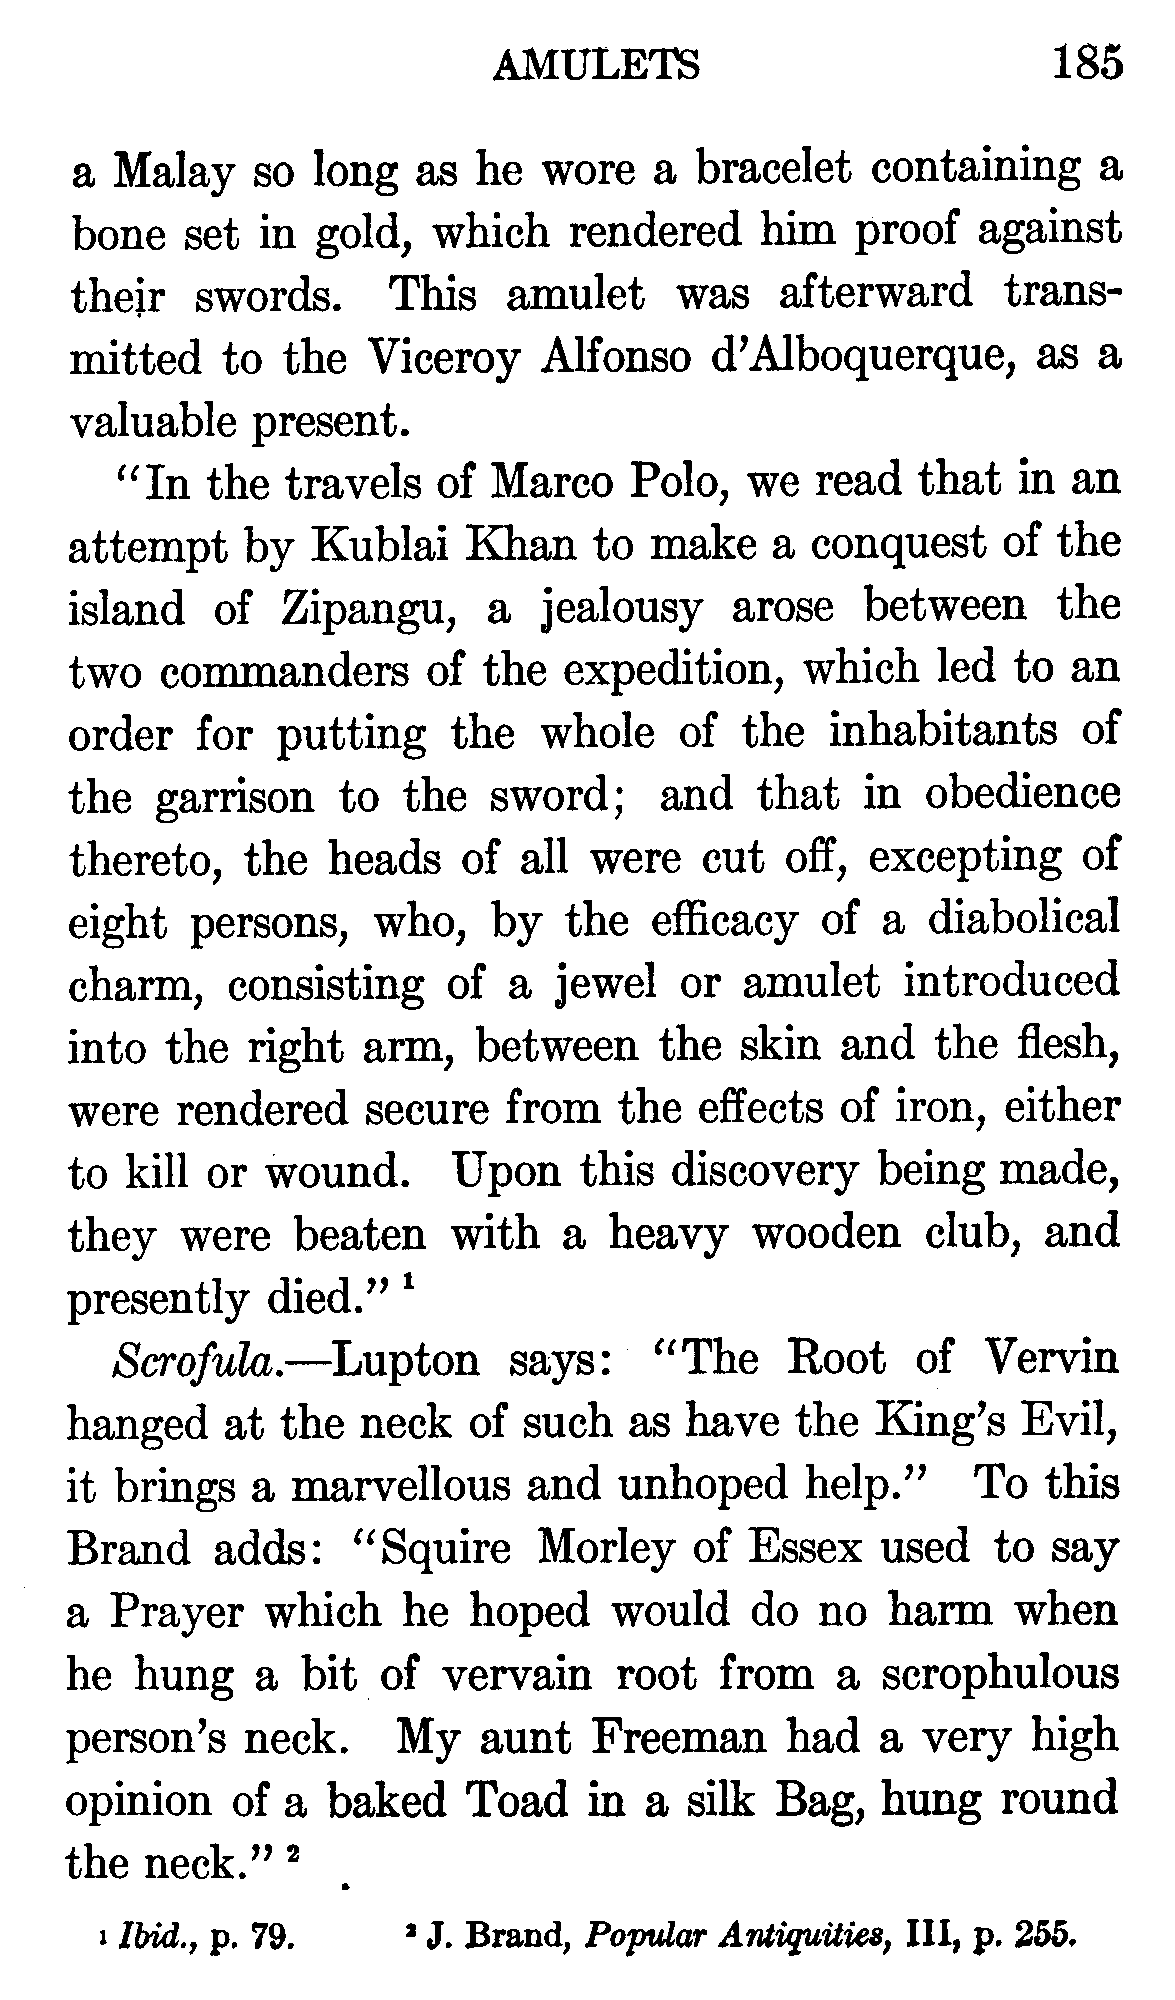 AMULETS 185
a Malay so long as he wore a bracelet containing a
bone set in gold, which rendered him proof against
their swords. This amulet was afterward trans-
mitted to the Viceroy Alfonso d'Alboquerque, as a
valuable present.
"In the travels of Marco Polo, we read that in an
attempt by Kublai Khan to make a conquest of the
island of Zipangu, a jealousy arose between the
two commanders of the expedition, which led to an
order for putting the whole of the inhabitants of
the garrison to the sword; and that in obedience
thereto, the heads of all were cut off, excepting of
eight persons, who, by the efficacy of a diabolical
charm, consisting of a jewel or amulet introduced
into the right arm, between the skin and the flesh,
were rendered secure from the effects of iron, either
to kill or wound. Upon this discovery being made,
they were beaten with a heavy wooden club, and
presently died." ¹
Scrofula.—Lupton says: "The Root of Vervin
hanged at the neck of such as have the King's Evil,
it brings a marvellous and unhoped help." To this
Brand adds: "Squire Morley of Essex used to say
a Prayer which he hoped would do no harm when
he hung a bit of vervain root from a scrophulous
person's neck. My aunt Freeman had a very high
opinion of a baked Toad in a silk Bag, hung round
the neck." ²
¹ Ibid., p. 79. ² J. Brand, Popular Antiquities, III, p. 255.